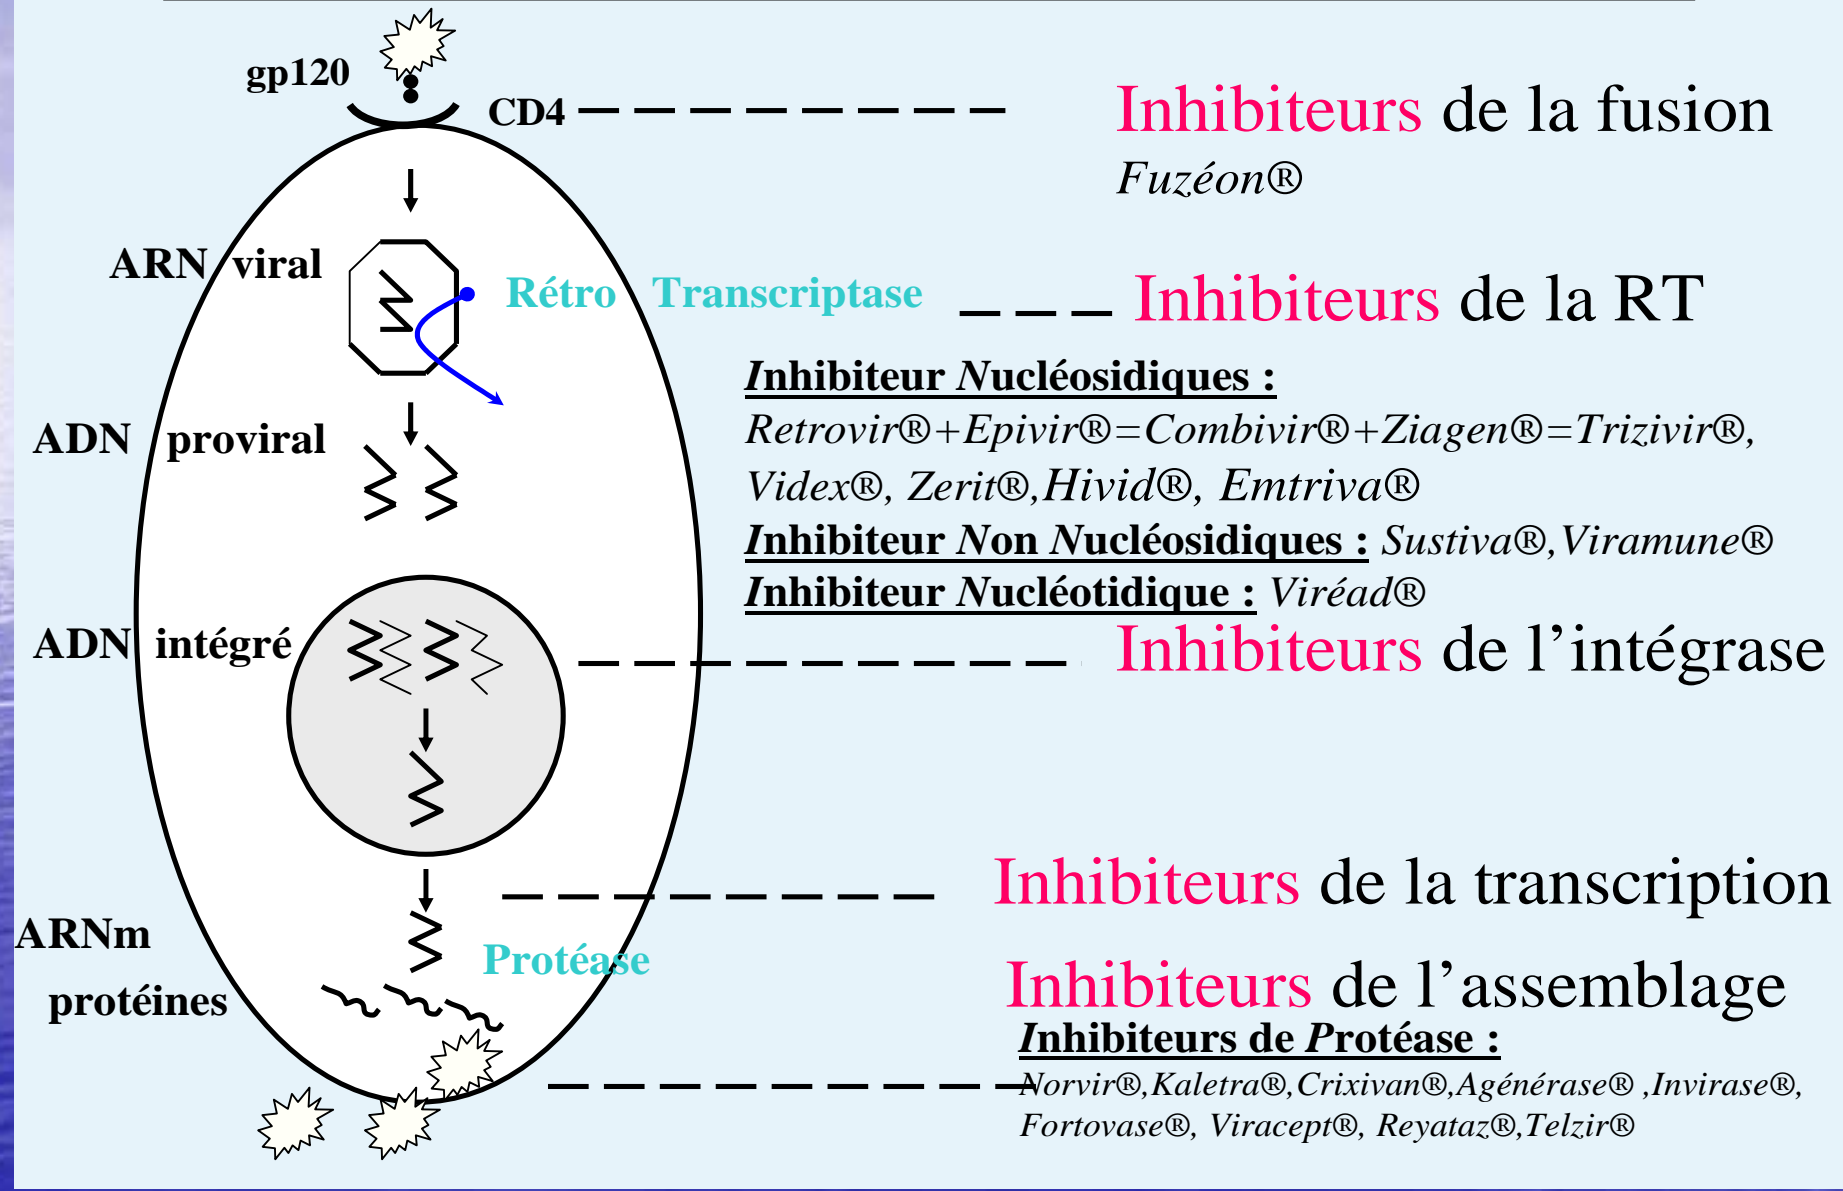 gp120
CD4
Inhibiteurs de la fusion
Fuzéon®
ARN viral
Rétro Transcriptase
Inhibiteurs de la RT
Inhibiteur Nucléosidiques :
Retrovir®+Epivir®=Combivir®+Ziagen®=Trizivir®,
Videx®, Zerit®,Hivid®, Emtriva®
ADN proviral
Inhibiteur Non Nucléosidiques : Sustiva®,Viramune®
Inhibiteur Nucléotidique : Viréad®
ADN intégré
Inhibiteurs de l’intégrase
Inhibiteurs de la transcription
ARNm
protéines
Protéase
Inhibiteurs de l’assemblage
Inhibiteurs de Protéase :
Norvir®,Kaletra®,Crixivan®,Agénérase® ,Invirase®,
Fortovase®, Viracept®, Reyataz®,Telzir®